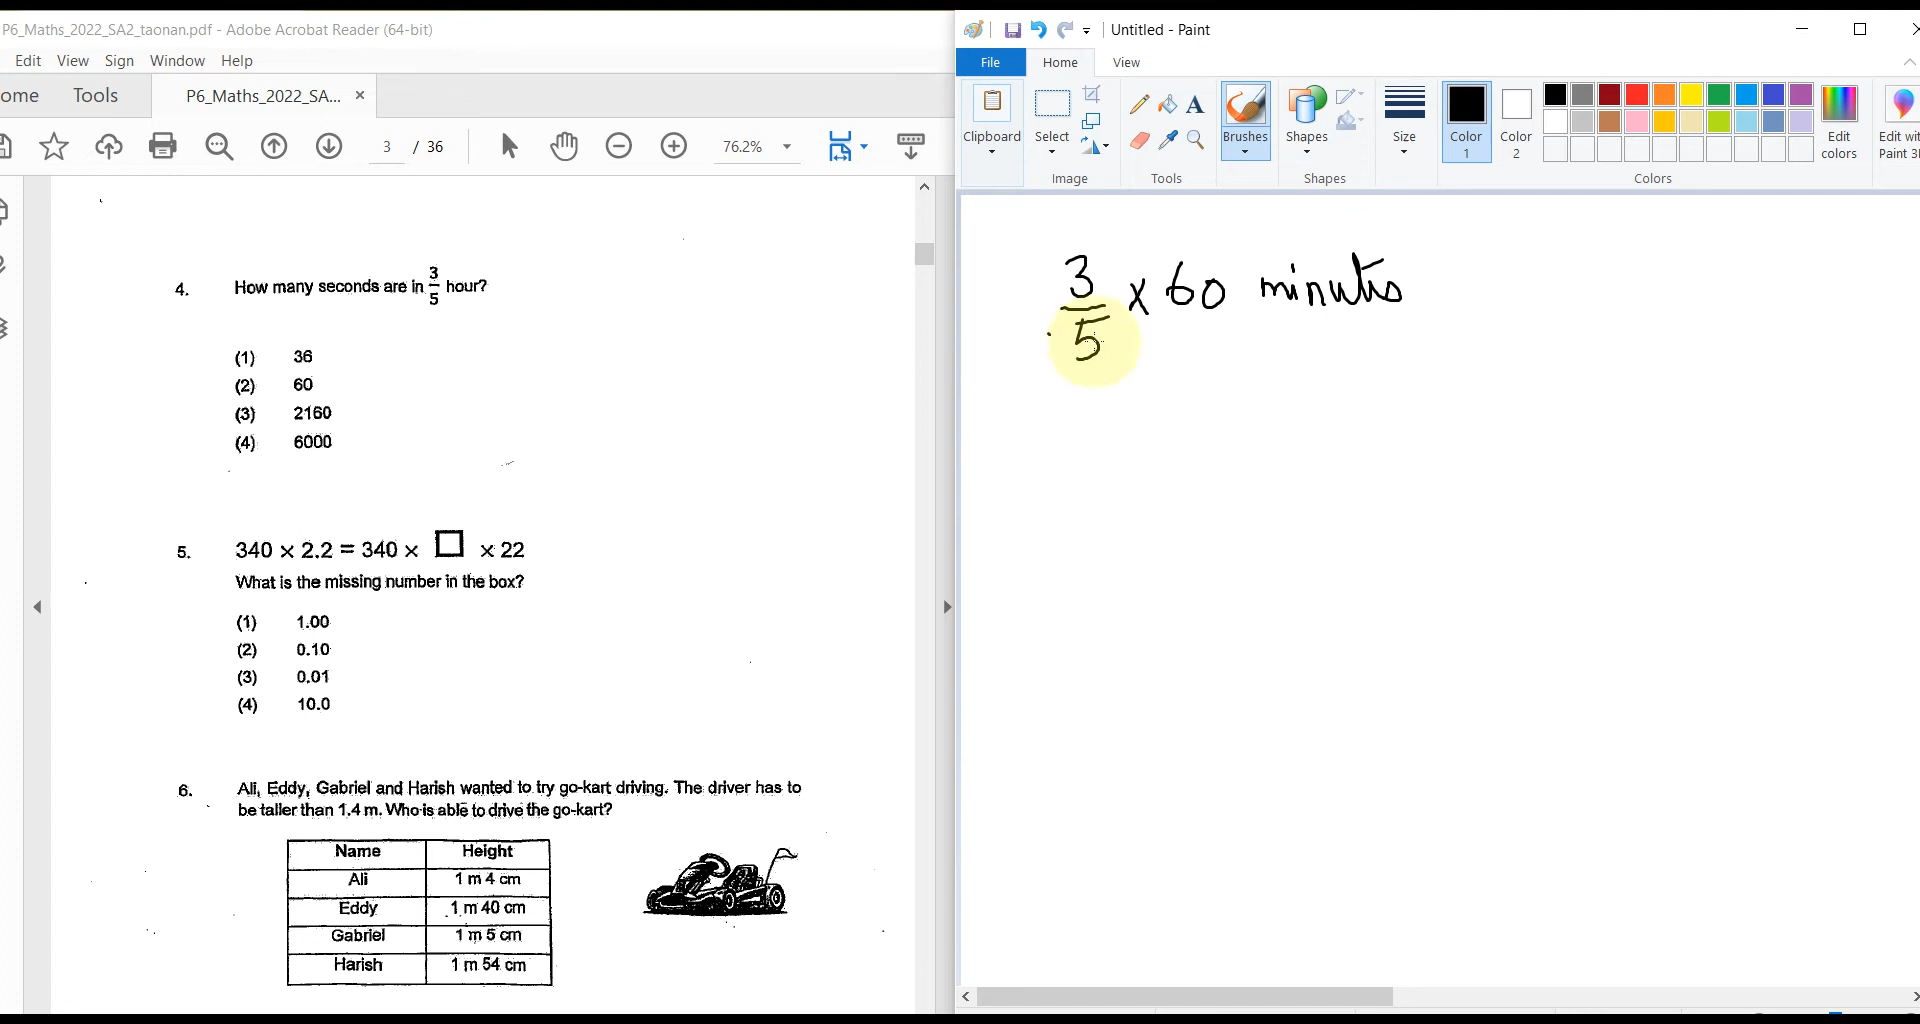 P6_Maths_2022_SA2_taonan.pdf - Adobe Acrobat Reader (64-bit)
Edit View Sign Window Help
ome Tools P6_Maths_2022_SA... ×
3 / 36 76.2%
4. How many seconds are in 3/5 hour?
(1) 36
(2) 60
(3) 2160
(4) 6000
5. 340 × 2.2 = 340 × □ × 22
What is the missing number in the box?
(1) 1.00
(2) 0.10
(3) 0.01
(4) 10.0
6. Ali, Eddy, Gabriel and Harish wanted to try go-kart driving. The driver has to
be taller than 1.4 m. Who is able to drive the go-kart?
Name Height
Ali 1 m 4 cm
Eddy 1 m 40 cm
Gabriel 1 m 5 cm
Harish 1 m 54 cm
Untitled - Paint
File Home View
Clipboard Select Brushes Shapes Size Color 1 Color 2 Edit colors Edit wit Paint 3
Image Tools Shapes Colors
3/5 × 60 minutes